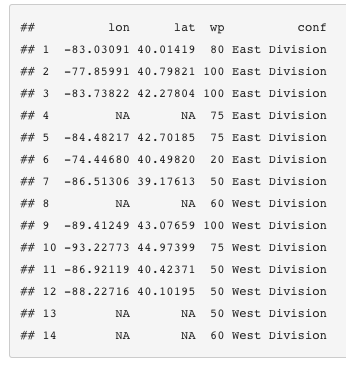 ##          lon      lat  wp          conf
## 1  -83.03091 40.01419  80 East Division
## 2  -77.85991 40.79821 100 East Division
## 3  -83.73822 42.27804 100 East Division
## 4         NA       NA  75 East Division
## 5  -84.48217 42.70185  75 East Division
## 6  -74.44680 40.49820  20 East Division
## 7  -86.51306 39.17613  50 East Division
## 8         NA       NA  60 West Division
## 9  -89.41249 43.07659 100 West Division
## 10 -93.22773 44.97399  75 West Division
## 11 -86.92119 40.42371  50 West Division
## 12 -88.22716 40.10195  50 West Division
## 13        NA       NA  50 West Division
## 14        NA       NA  60 West Division